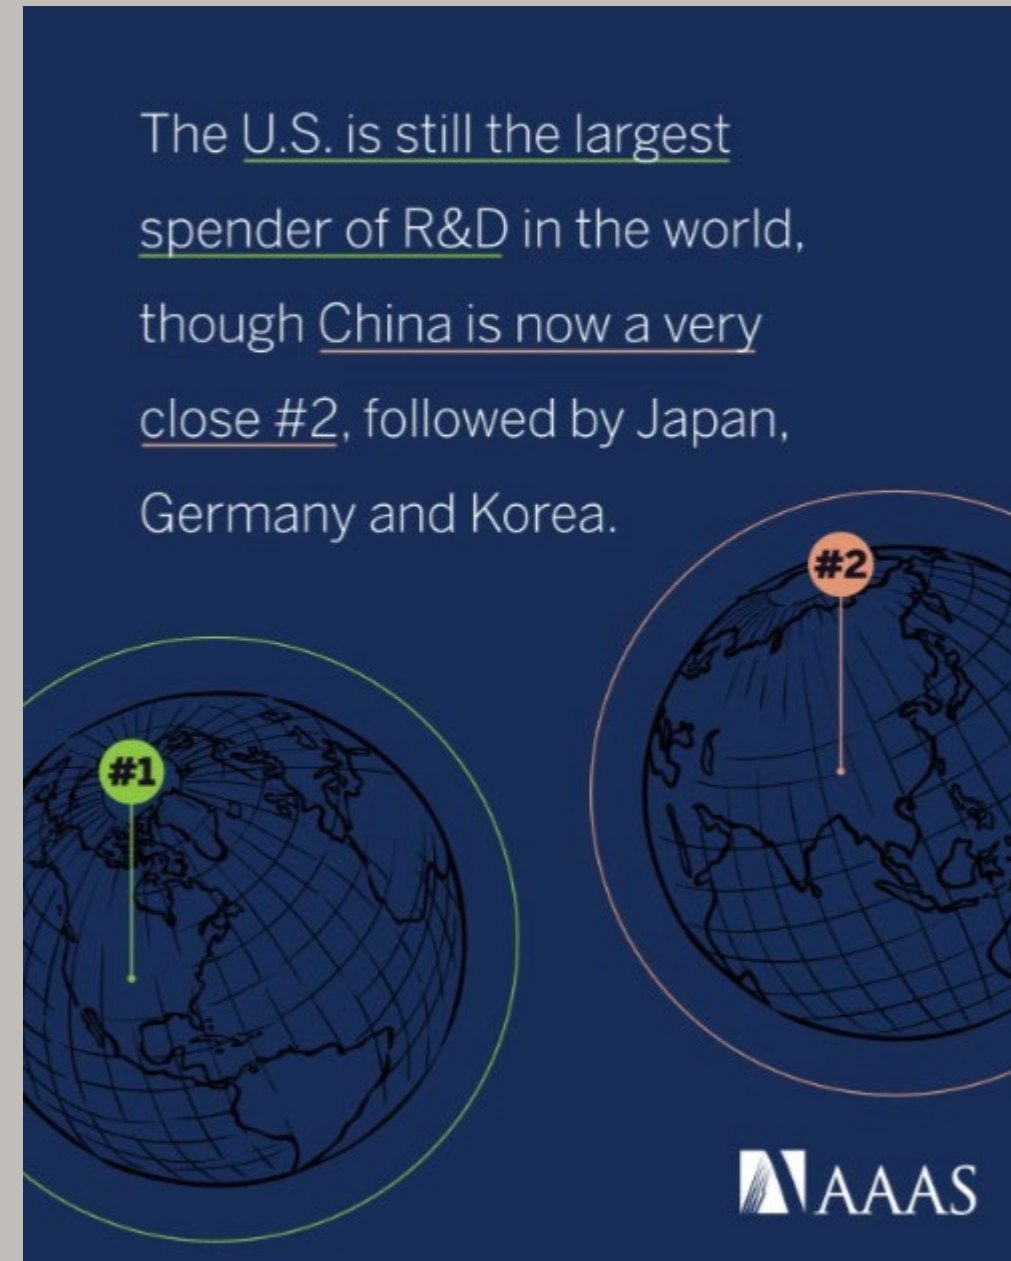 The U.S. is still the largest
spender of R&D in the world,
though China is now a very
close #2, followed by Japan,
Germany and Korea.
#2
#1
AAAS